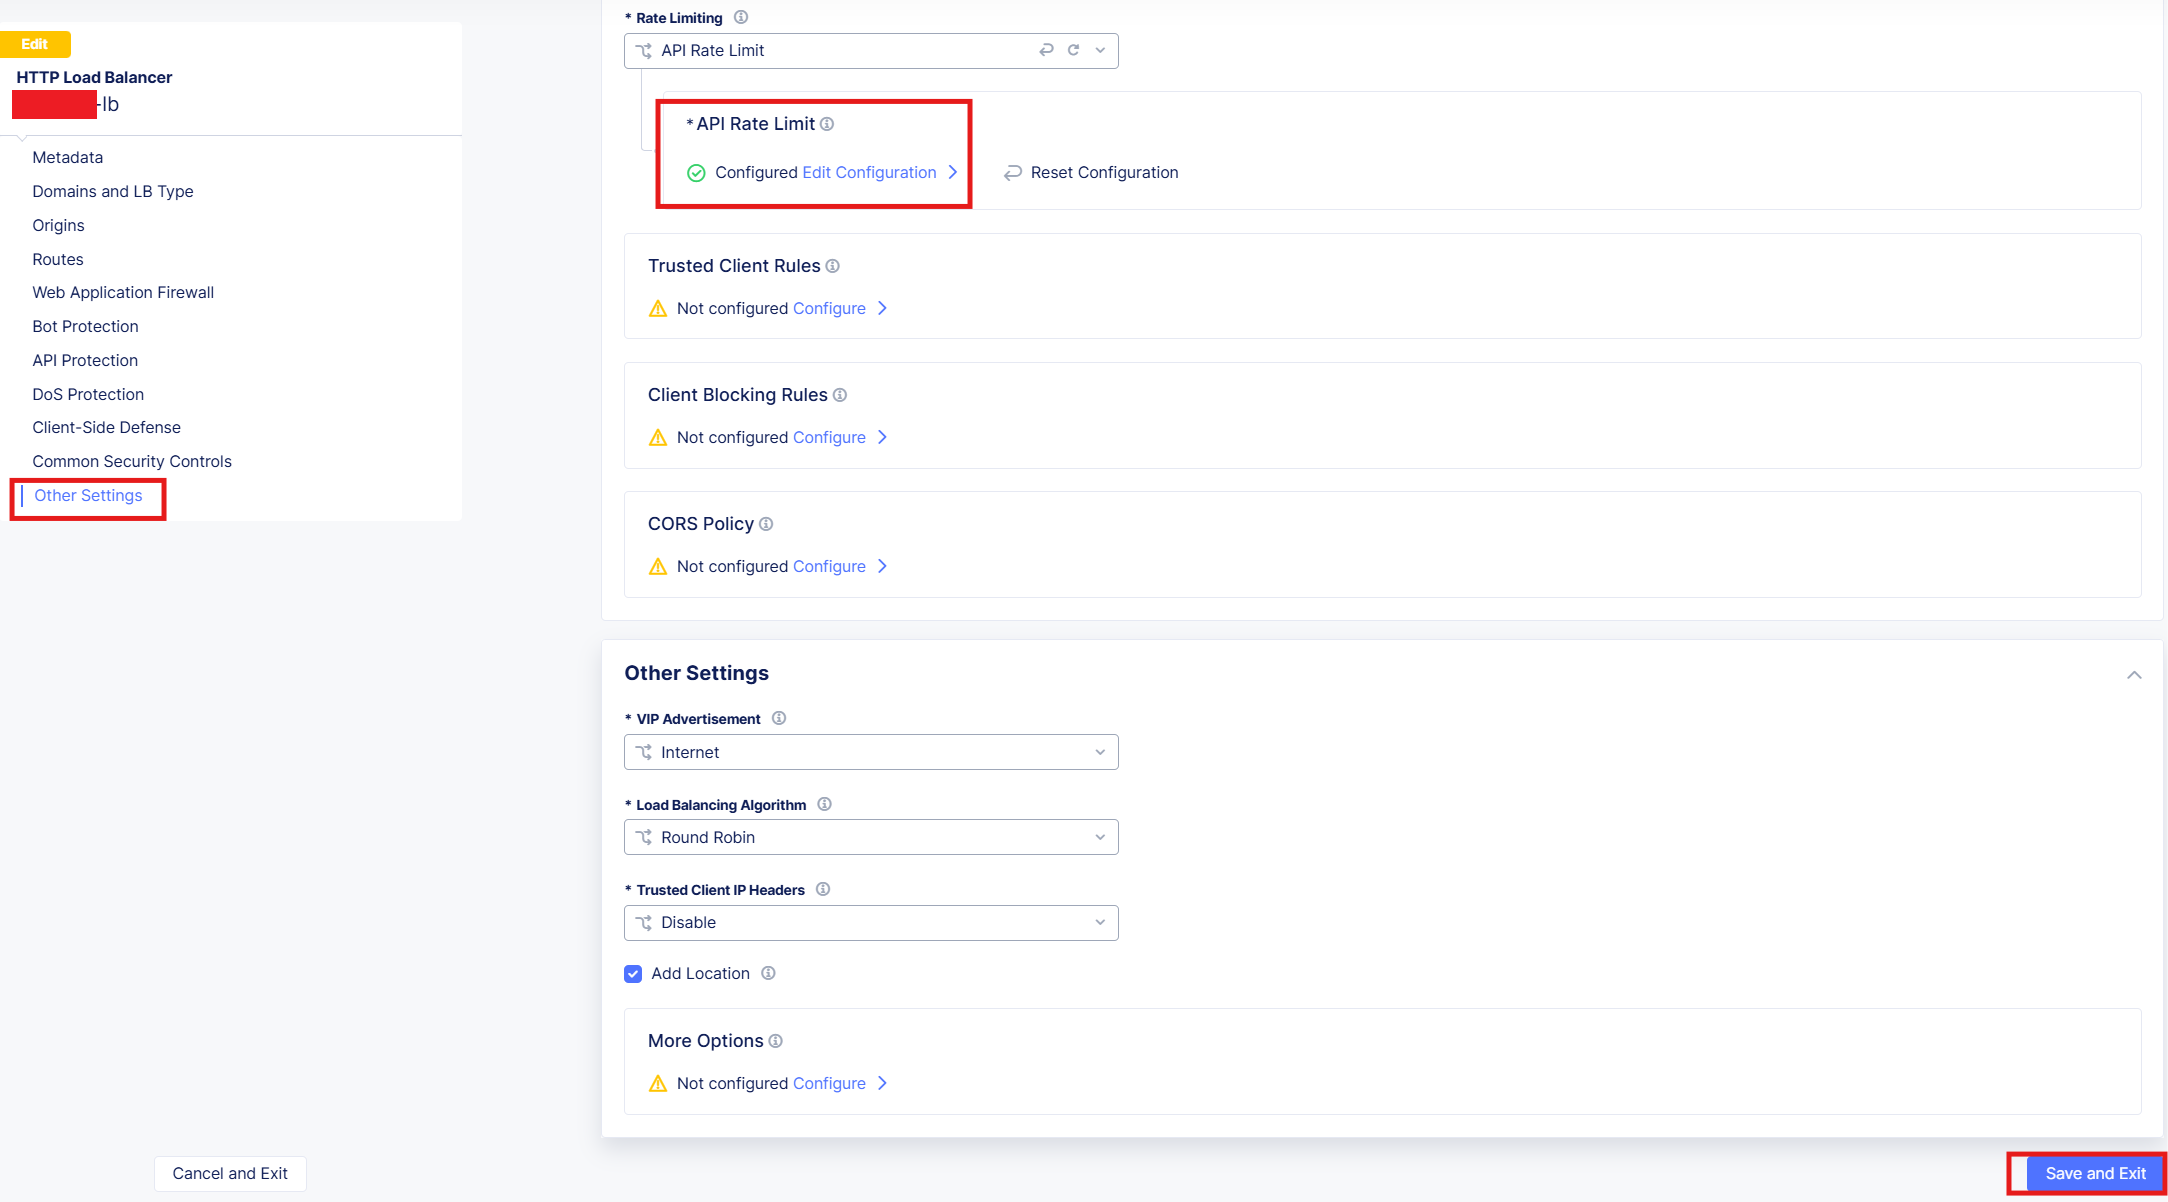 Edit
HTTP Load Balancer
-lb
Metadata
Domains and LB Type
Origins
Routes
Web Application Firewall
Bot Protection
API Protection
DoS Protection
Client-Side Defense
Common Security Controls
Other Settings
* Rate Limiting
API Rate Limit
* API Rate Limit
Configured Edit Configuration
Reset Configuration
Trusted Client Rules
Not configured Configure
Client Blocking Rules
Not configured Configure
CORS Policy
Not configured Configure
Other Settings
* VIP Advertisement
Internet
* Load Balancing Algorithm
Round Robin
* Trusted Client IP Headers
Disable
Add Location
More Options
Not configured Configure
Cancel and Exit
Save and Exit